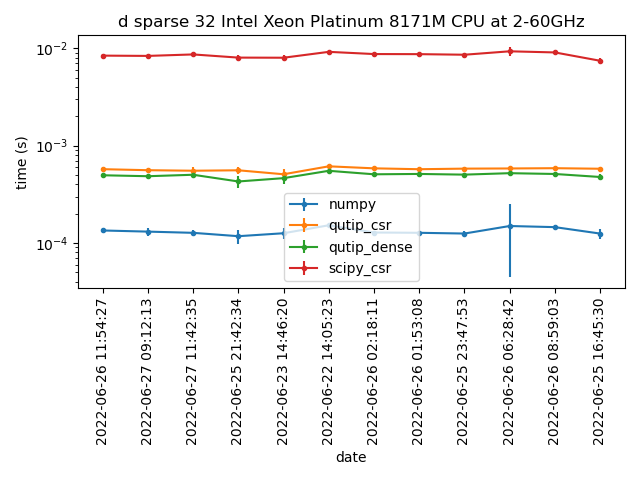 d sparse 32 Intel Xeon Platinum 8171M CPU at 2-60GHz
time (s)
10⁻²
10⁻³
10⁻⁴
numpy
qutip_csr
qutip_dense
scipy_csr
2022-06-26 11:54:27
2022-06-27 09:12:13
2022-06-27 11:42:35
2022-06-25 21:42:34
2022-06-23 14:46:20
2022-06-22 14:05:23
2022-06-26 02:18:11
2022-06-26 01:53:08
2022-06-25 23:47:53
2022-06-26 06:28:42
2022-06-26 08:59:03
2022-06-25 16:45:30
date